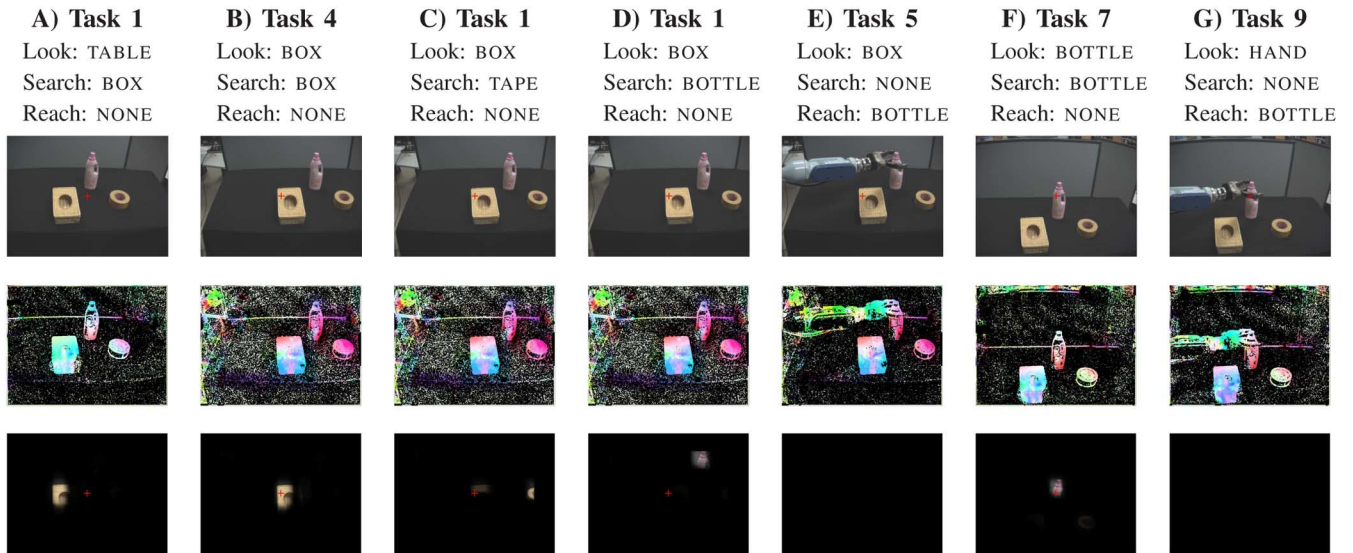 A) Task 1
Look: TABLE
Search: BOX
Reach: NONE
B) Task 4
Look: BOX
Search: BOX
Reach: NONE
C) Task 1
Look: BOX
Search: TAPE
Reach: NONE
D) Task 1
Look: BOX
Search: BOTTLE
Reach: NONE
E) Task 5
Look: BOX
Search: NONE
Reach: BOTTLE
F) Task 7
Look: BOTTLE
Search: BOTTLE
Reach: NONE
G) Task 9
Look: HAND
Search: NONE
Reach: BOTTLE